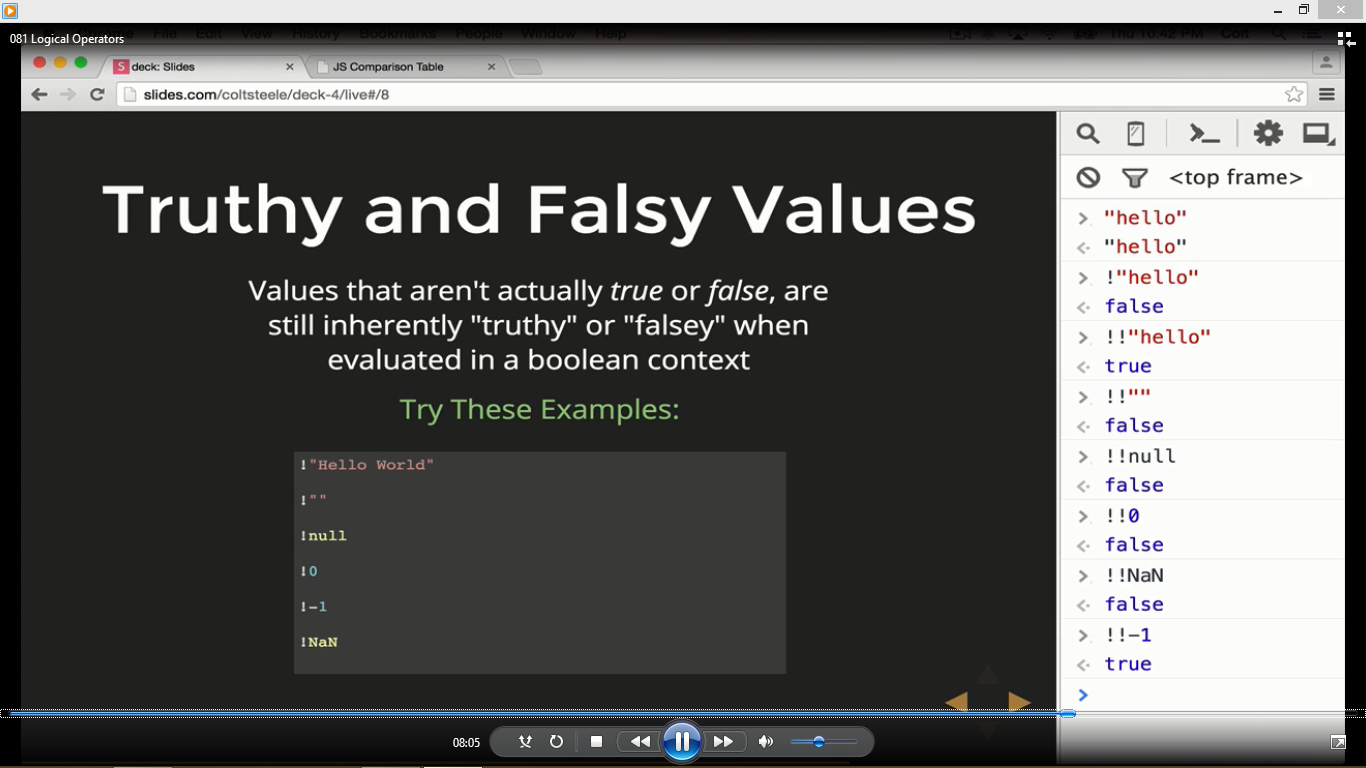 081 Logical Operators
File Edit View History Bookmarks People Window Help
Thu 10:42 PM Colt
deck: Slides
JS Comparison Table
slides.com/coltsteele/deck-4/live#/8
Truthy and Falsy Values
Values that aren't actually true or false, are
still inherently "truthy" or "falsey" when
evaluated in a boolean context
Try These Examples:
!"Hello World"
!""
!null
!0
!-1
!NaN
<top frame>
> "hello"
<· "hello"
> !"hello"
<· false
> !!"hello"
<· true
> !!""
<· false
> !!null
<· false
> !!0
<· false
> !!NaN
<· false
> !!-1
<· true
>
08:05